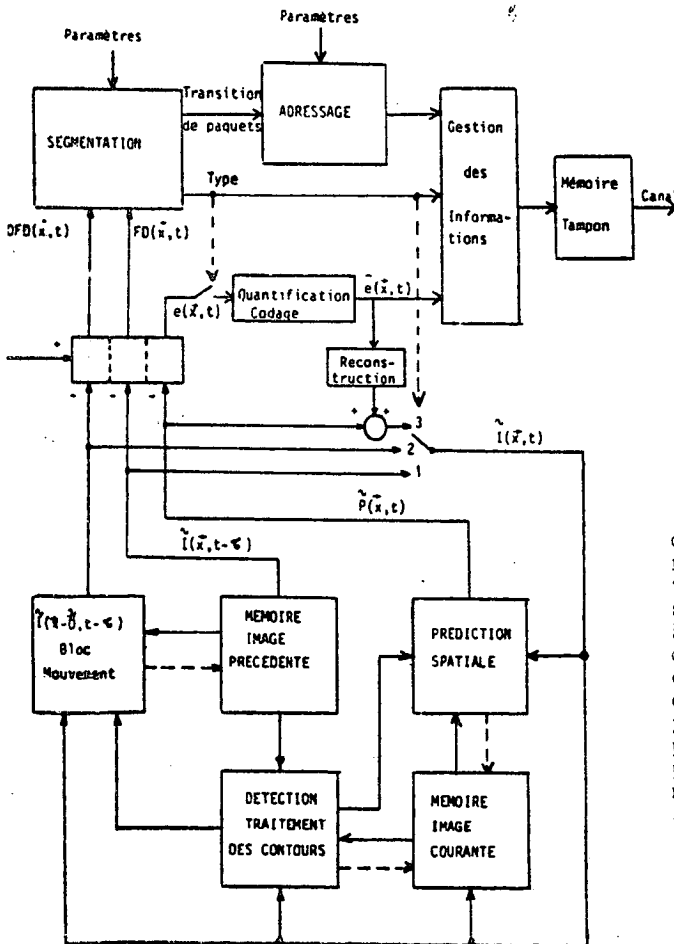 Paramètres
Paramètres
SEGMENTATION
Transition
de paquets
ADRESSAGE
Gestion
des
Informa-
tions
Mémoire
Tampon
Canal
Type
DFD(x⃗,t)
FD(x⃗,t)
e(x⃗,t)
Quantification
Codage
ē(x⃗,t)
Recons-
truction
+
-
-
-
+
+
3
2
1
Ĩ(x⃗,t)
P̃(x⃗,t)
Ĩ(x⃗,t-τ)
Bloc
Mouvement
MEMOIRE
IMAGE
PRECEDENTE
PREDICTION
SPATIALE
DETECTION
TRAITEMENT
DES CONTOURS
MEMOIRE
IMAGE
COURANTE